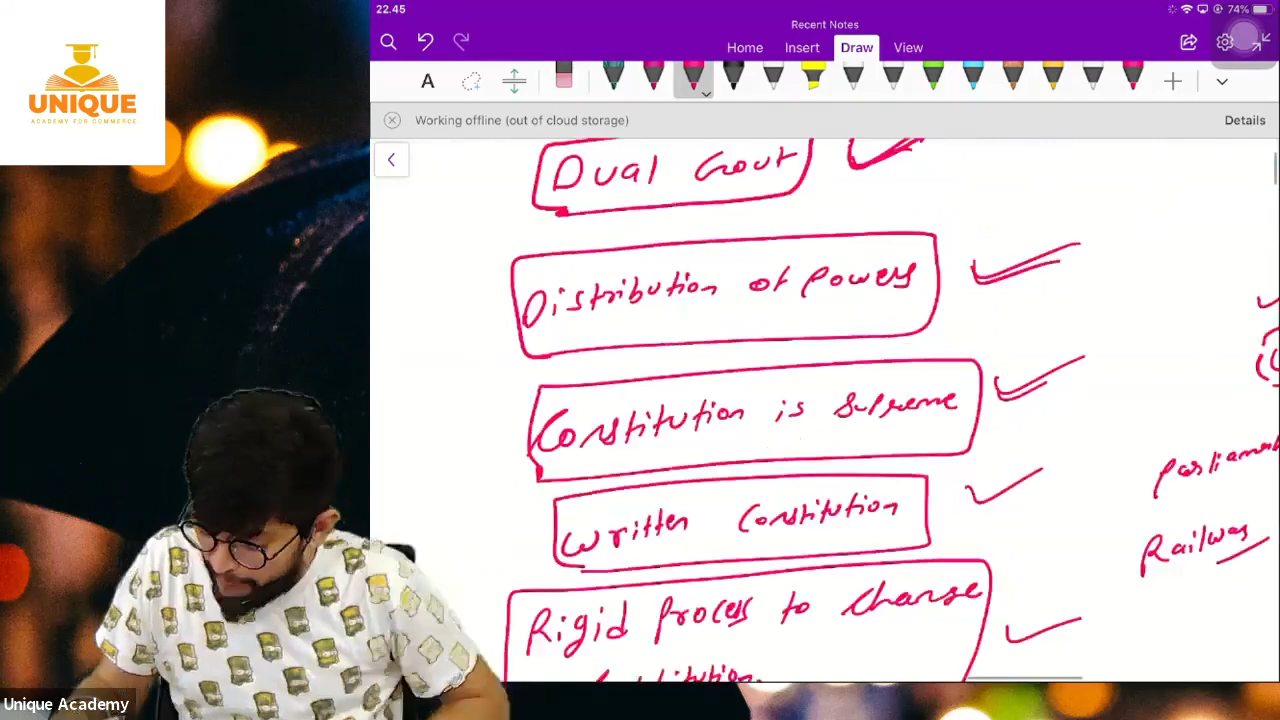 UNIQUE
ACADEMY FOR COMMERCE
22.45
74%
Recent Notes
Home Insert Draw View
A
Working offline (out of cloud storage)
Details
Dual Govt
Distribution of Powers
Constitution is Supreme
Written Constitution
Parliament
Railway
Rigid Process to change
Unique Academy